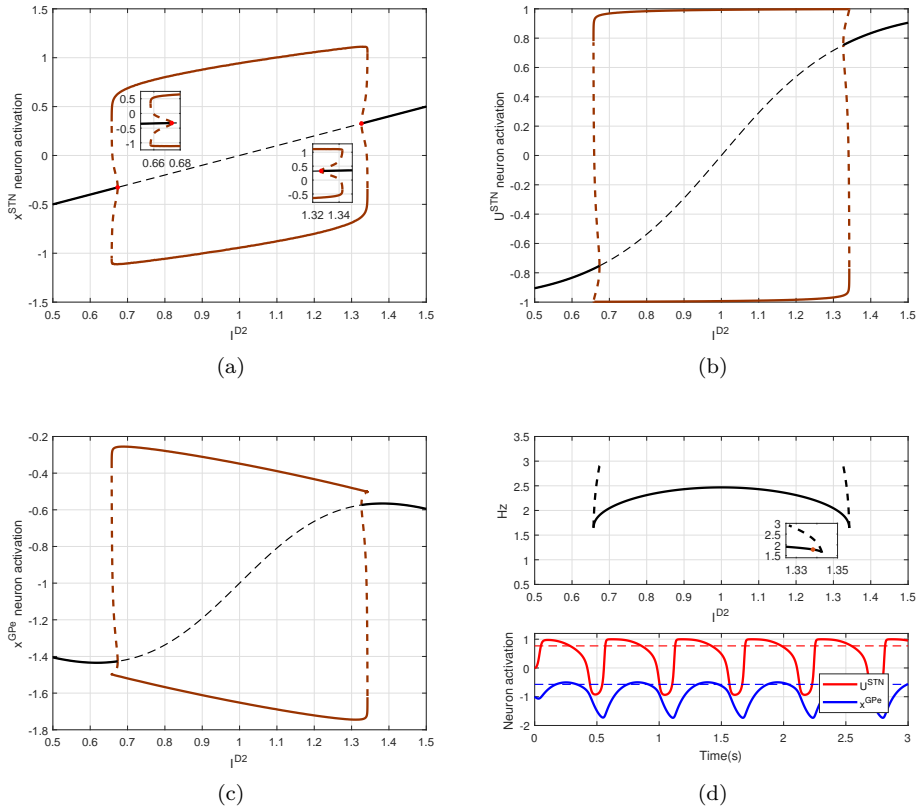 1.5
1
0.5
0
-0.5
-1
-1.5
0.5 0.6 0.7 0.8 0.9 1 1.1 1.2 1.3 1.4 1.5
x^STN neuron activation
I^D2
0.5
0
-0.5
-1
0.66 0.68
1
0.5
0
-0.5
1.32 1.34
(a)
1
0.8
0.6
0.4
0.2
0
-0.2
-0.4
-0.6
-0.8
-1
0.5 0.6 0.7 0.8 0.9 1 1.1 1.2 1.3 1.4 1.5
U^STN neuron activation
I^D2
(b)
-0.2
-0.4
-0.6
-0.8
-1
-1.2
-1.4
-1.6
-1.8
0.5 0.6 0.7 0.8 0.9 1 1.1 1.2 1.3 1.4 1.5
x^GPe neuron activation
I^D2
(c)
3.5
3
2.5
2
1.5
1
0.5
0.5 0.6 0.7 0.8 0.9 1 1.1 1.2 1.3 1.4 1.5
Hz
I^D2
3
2.5
2
1.5
1.33 1.35
1
0
-1
-2
0 0.5 1 1.5 2 2.5 3
Neuron activation
Time(s)
U^STN
x^GPe
(d)